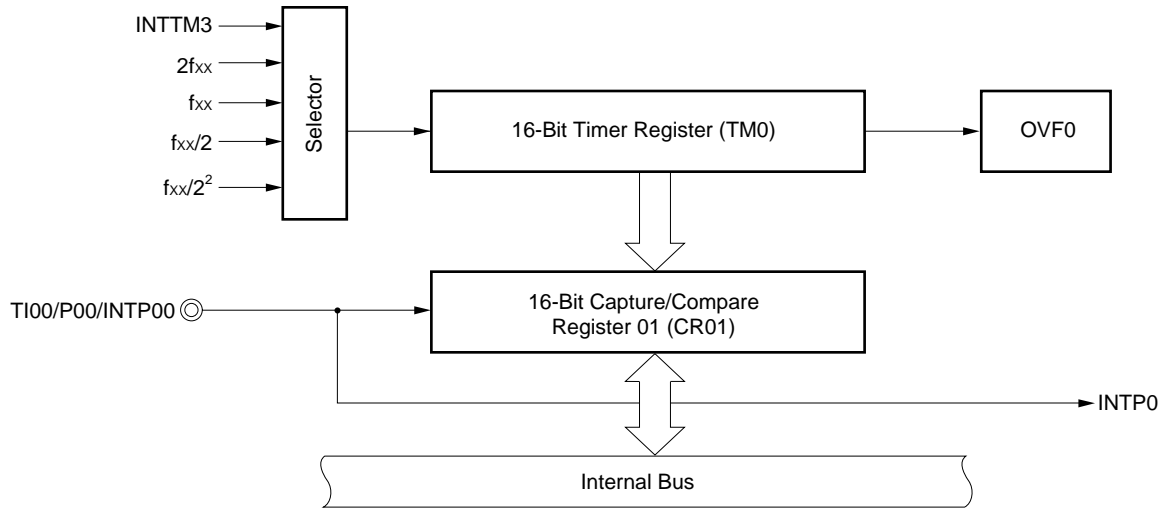 INTTM3
2fxx
fxx
fxx/2
fxx/2²
Selector
16-Bit Timer Register (TM0)
OVF0
TI00/P00/INTP00
16-Bit Capture/Compare
Register 01 (CR01)
INTP0
Internal Bus